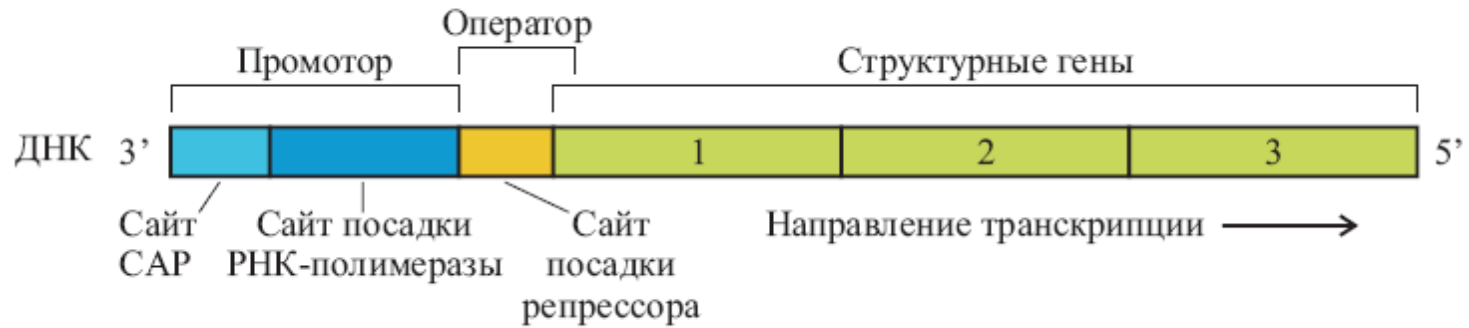 Оператор
Промотор
Структурные гены
ДНК 3’ 1 2 3 5’
Сайт САР
Сайт посадки РНК-полимеразы
Сайт посадки репрессора
Направление транскрипции